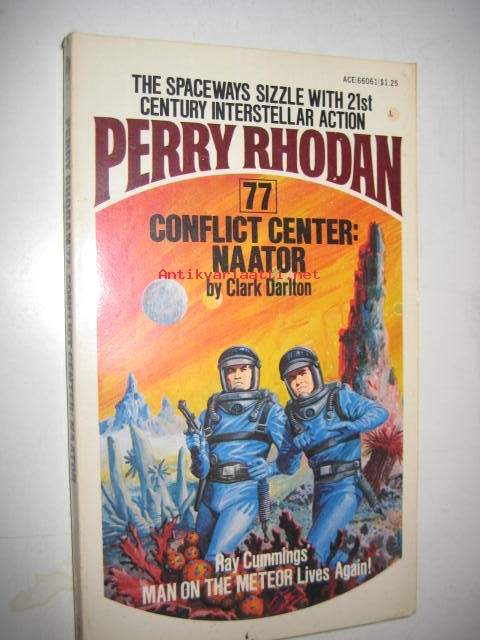 ACE|66061|$1.25
THE SPACEWAYS SIZZLE WITH 21st
CENTURY INTERSTELLAR ACTION
PERRY RHODAN
77
CONFLICT CENTER:
NAATOR
Antikvariaatti.net
by Clark Darlton
Ray Cummings'
MAN ON THE METEOR Lives Again!
PERRY RHODAN 77 CONFLICT CENTER: NAATOR